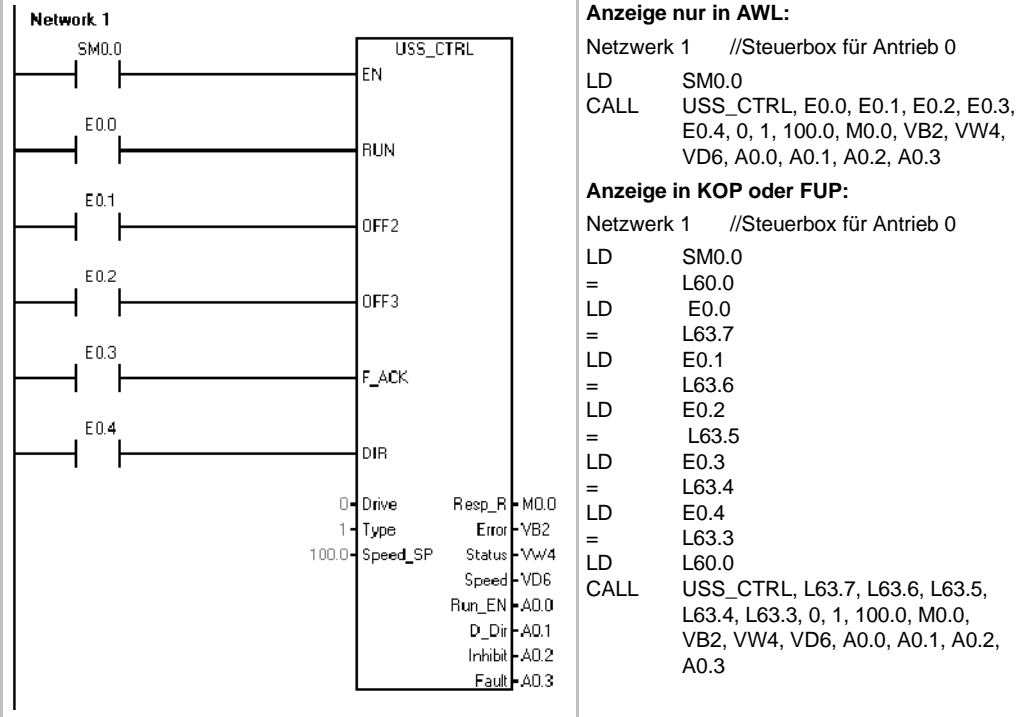 Network 1
SM0.0
USS_CTRL
EN
E0.0
RUN
E0.1
OFF2
E0.2
OFF3
E0.3
F_ACK
E0.4
DIR
0 Drive Resp_R M0.0
1 Type Error VB2
100.0 Speed_SP Status VW4
Speed VD6
Run_EN A0.0
D_Dir A0.1
Inhibit A0.2
Fault A0.3
Anzeige nur in AWL:
Netzwerk 1 //Steuerbox für Antrieb 0
LD SM0.0
CALL USS_CTRL, E0.0, E0.1, E0.2, E0.3,
E0.4, 0, 1, 100.0, M0.0, VB2, VW4,
VD6, A0.0, A0.1, A0.2, A0.3
Anzeige in KOP oder FUP:
Netzwerk 1 //Steuerbox für Antrieb 0
LD SM0.0
= L60.0
LD E0.0
= L63.7
LD E0.1
= L63.6
LD E0.2
= L63.5
LD E0.3
= L63.4
LD E0.4
= L63.3
LD L60.0
CALL USS_CTRL, L63.7, L63.6, L63.5,
L63.4, L63.3, 0, 1, 100.0, M0.0,
VB2, VW4, VD6, A0.0, A0.1, A0.2,
A0.3